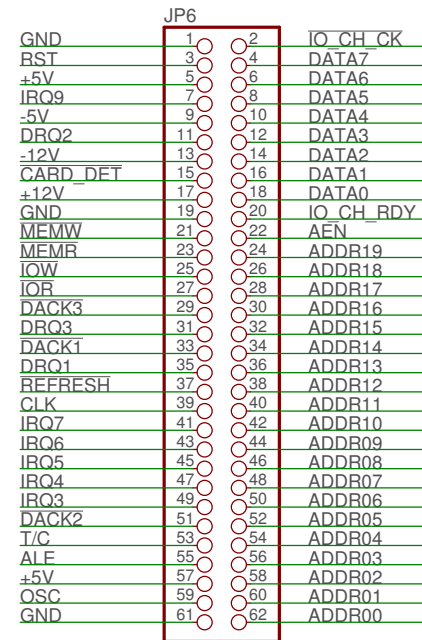 JP6
GND 1 2 IO_CH_CK
RST 3 4 DATA7
+5V 5 6 DATA6
IRQ9 7 8 DATA5
-5V 9 10 DATA4
DRQ2 11 12 DATA3
-12V 13 14 DATA2
CARD_DET 15 16 DATA1
+12V 17 18 DATA0
GND 19 20 IO_CH_RDY
MEMW 21 22 AEN
MEMR 23 24 ADDR19
IOW 25 26 ADDR18
IOR 27 28 ADDR17
DACK3 29 30 ADDR16
DRQ3 31 32 ADDR15
DACK1 33 34 ADDR14
DRQ1 35 36 ADDR13
REFRESH 37 38 ADDR12
CLK 39 40 ADDR11
IRQ7 41 42 ADDR10
IRQ6 43 44 ADDR09
IRQ5 45 46 ADDR08
IRQ4 47 48 ADDR07
IRQ3 49 50 ADDR06
DACK2 51 52 ADDR05
T/C 53 54 ADDR04
ALE 55 56 ADDR03
+5V 57 58 ADDR02
OSC 59 60 ADDR01
GND 61 62 ADDR00